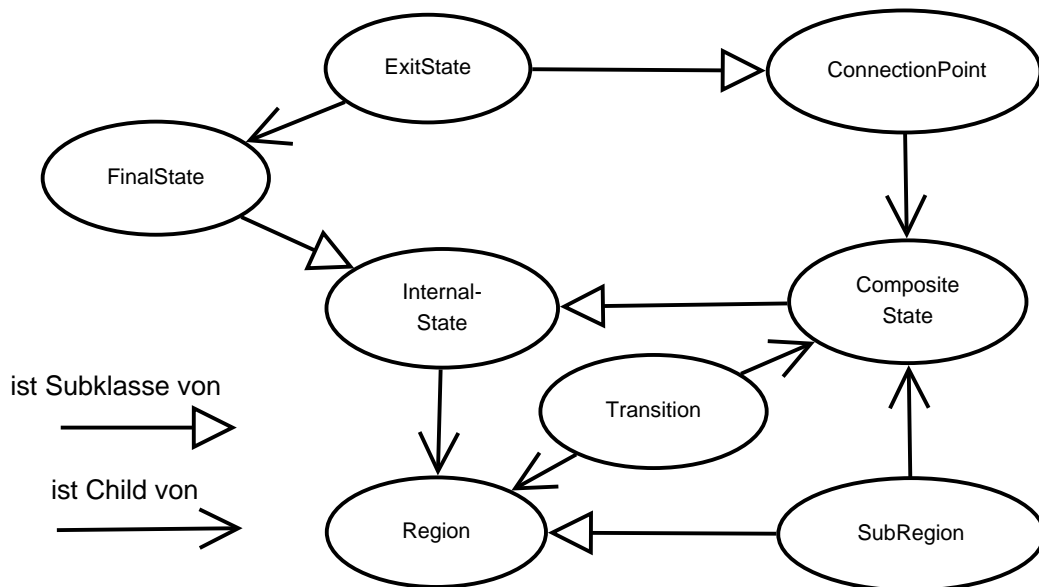 ExitState
ConnectionPoint
FinalState
Internal-
State
Composite
State
ist Subklasse von
Transition
ist Child von
Region
SubRegion